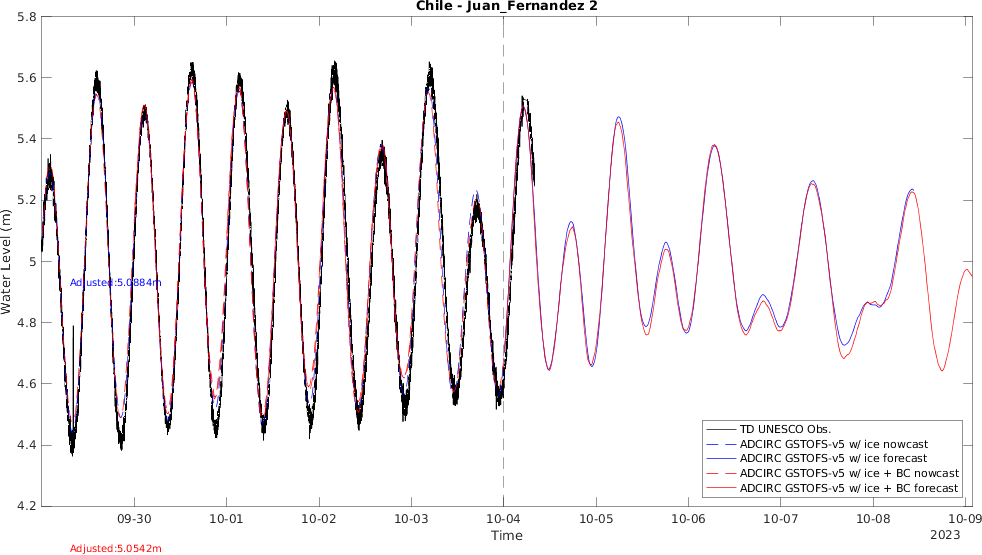 Chile - Juan_Fernandez 2
5.8
5.6
5.4
5.2
5
4.8
4.6
4.4
4.2
Water Level (m)
Adjusted:5.0884m
Adjusted:5.0542m
TD UNESCO Obs.
ADCIRC GSTOFS-v5 w/ ice nowcast
ADCIRC GSTOFS-v5 w/ ice forecast
ADCIRC GSTOFS-v5 w/ ice + BC nowcast
ADCIRC GSTOFS-v5 w/ ice + BC forecast
09-30 10-01 10-02 10-03 10-04 10-05 10-06 10-07 10-08 10-09
Time
2023